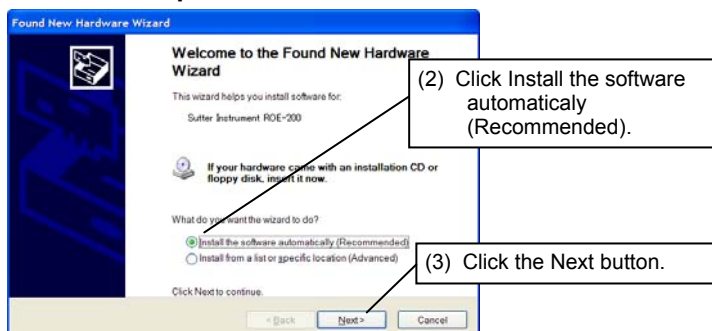 Found New Hardware Wizard
Welcome to the Found New Hardware
Wizard
This wizard helps you install software for:
Sutter Instrument ROE-200
If your hardware came with an installation CD or
floppy disk, insert it now.
What do you want the wizard to do?
Install the software automatically (Recommended)
Install from a list or specific location (Advanced)
Click Next to continue.
< Back
Next >
Cancel
(2) Click Install the software
automaticaly
(Recommended).
(3) Click the Next button.